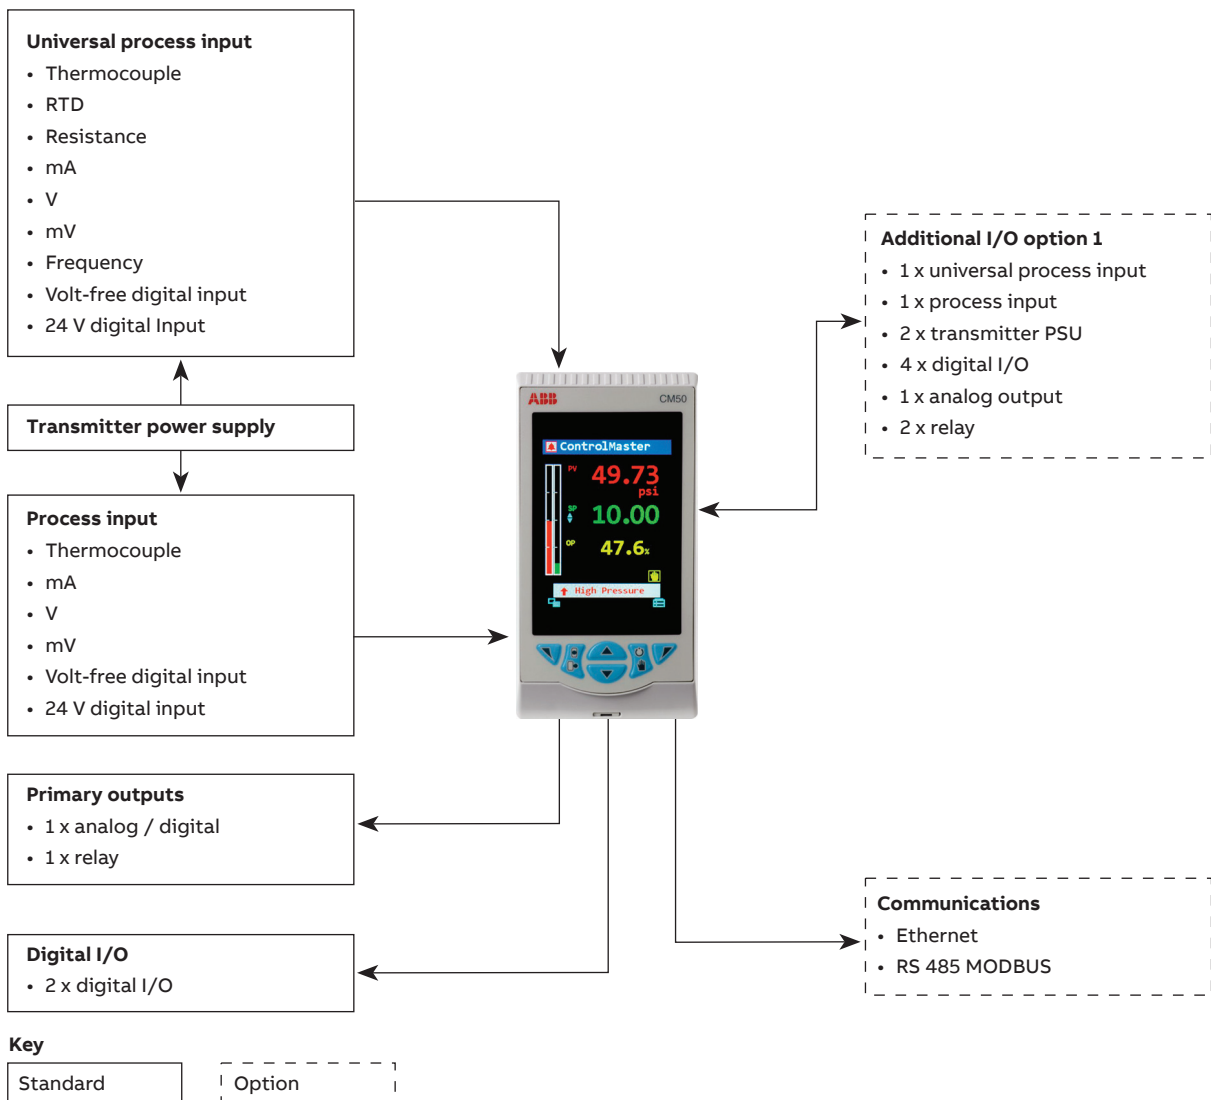 Universal process input
• Thermocouple
• RTD
• Resistance
• mA
• V
• mV
• Frequency
• Volt-free digital input
• 24 V digital Input
Transmitter power supply
Process input
• Thermocouple
• mA
• V
• mV
• Volt-free digital input
• 24 V digital input
Primary outputs
• 1 x analog / digital
• 1 x relay
Digital I/O
• 2 x digital I/O
ABB
CM50
ControlMaster
PV 49.73
psi
SP 10.00
OP 47.6%
High Pressure
Additional I/O option 1
• 1 x universal process input
• 1 x process input
• 2 x transmitter PSU
• 4 x digital I/O
• 1 x analog output
• 2 x relay
Communications
• Ethernet
• RS 485 MODBUS
Key
Standard
Option